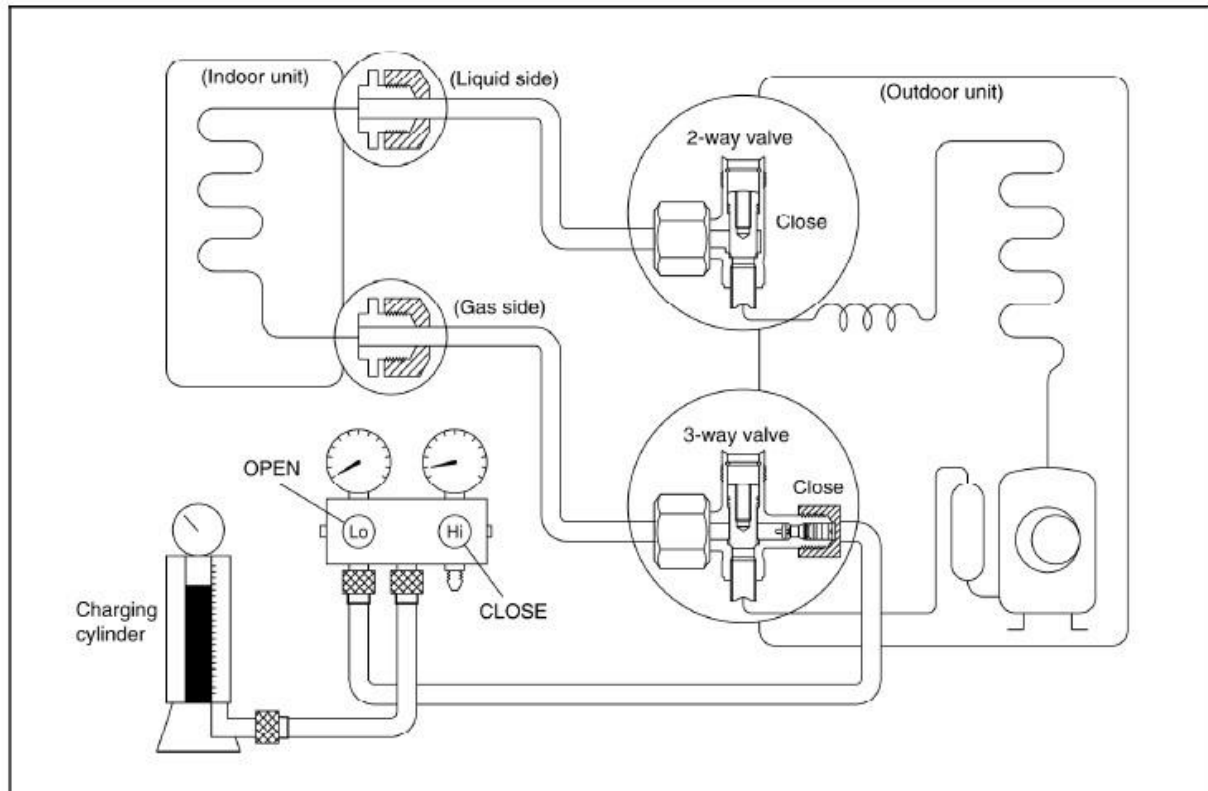 (Indoor unit)
(Liquid side)
(Outdoor unit)
2-way valve
Close
(Gas side)
3-way valve
Close
OPEN
Lo
Hi
CLOSE
Charging
cylinder